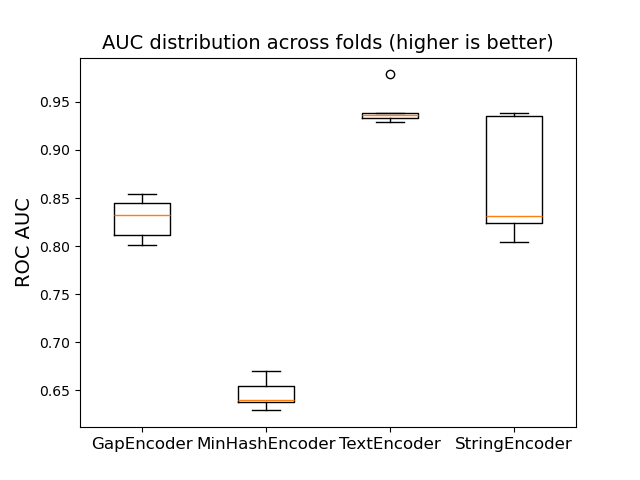 AUC distribution across folds (higher is better)
ROC AUC
0.95
0.90
0.85
0.80
0.75
0.70
0.65
GapEncoder MinHashEncoder TextEncoder StringEncoder